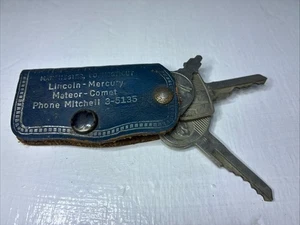 Lincoln-Mercury
Meteor-Comet
Phone Mitchell 3-5135